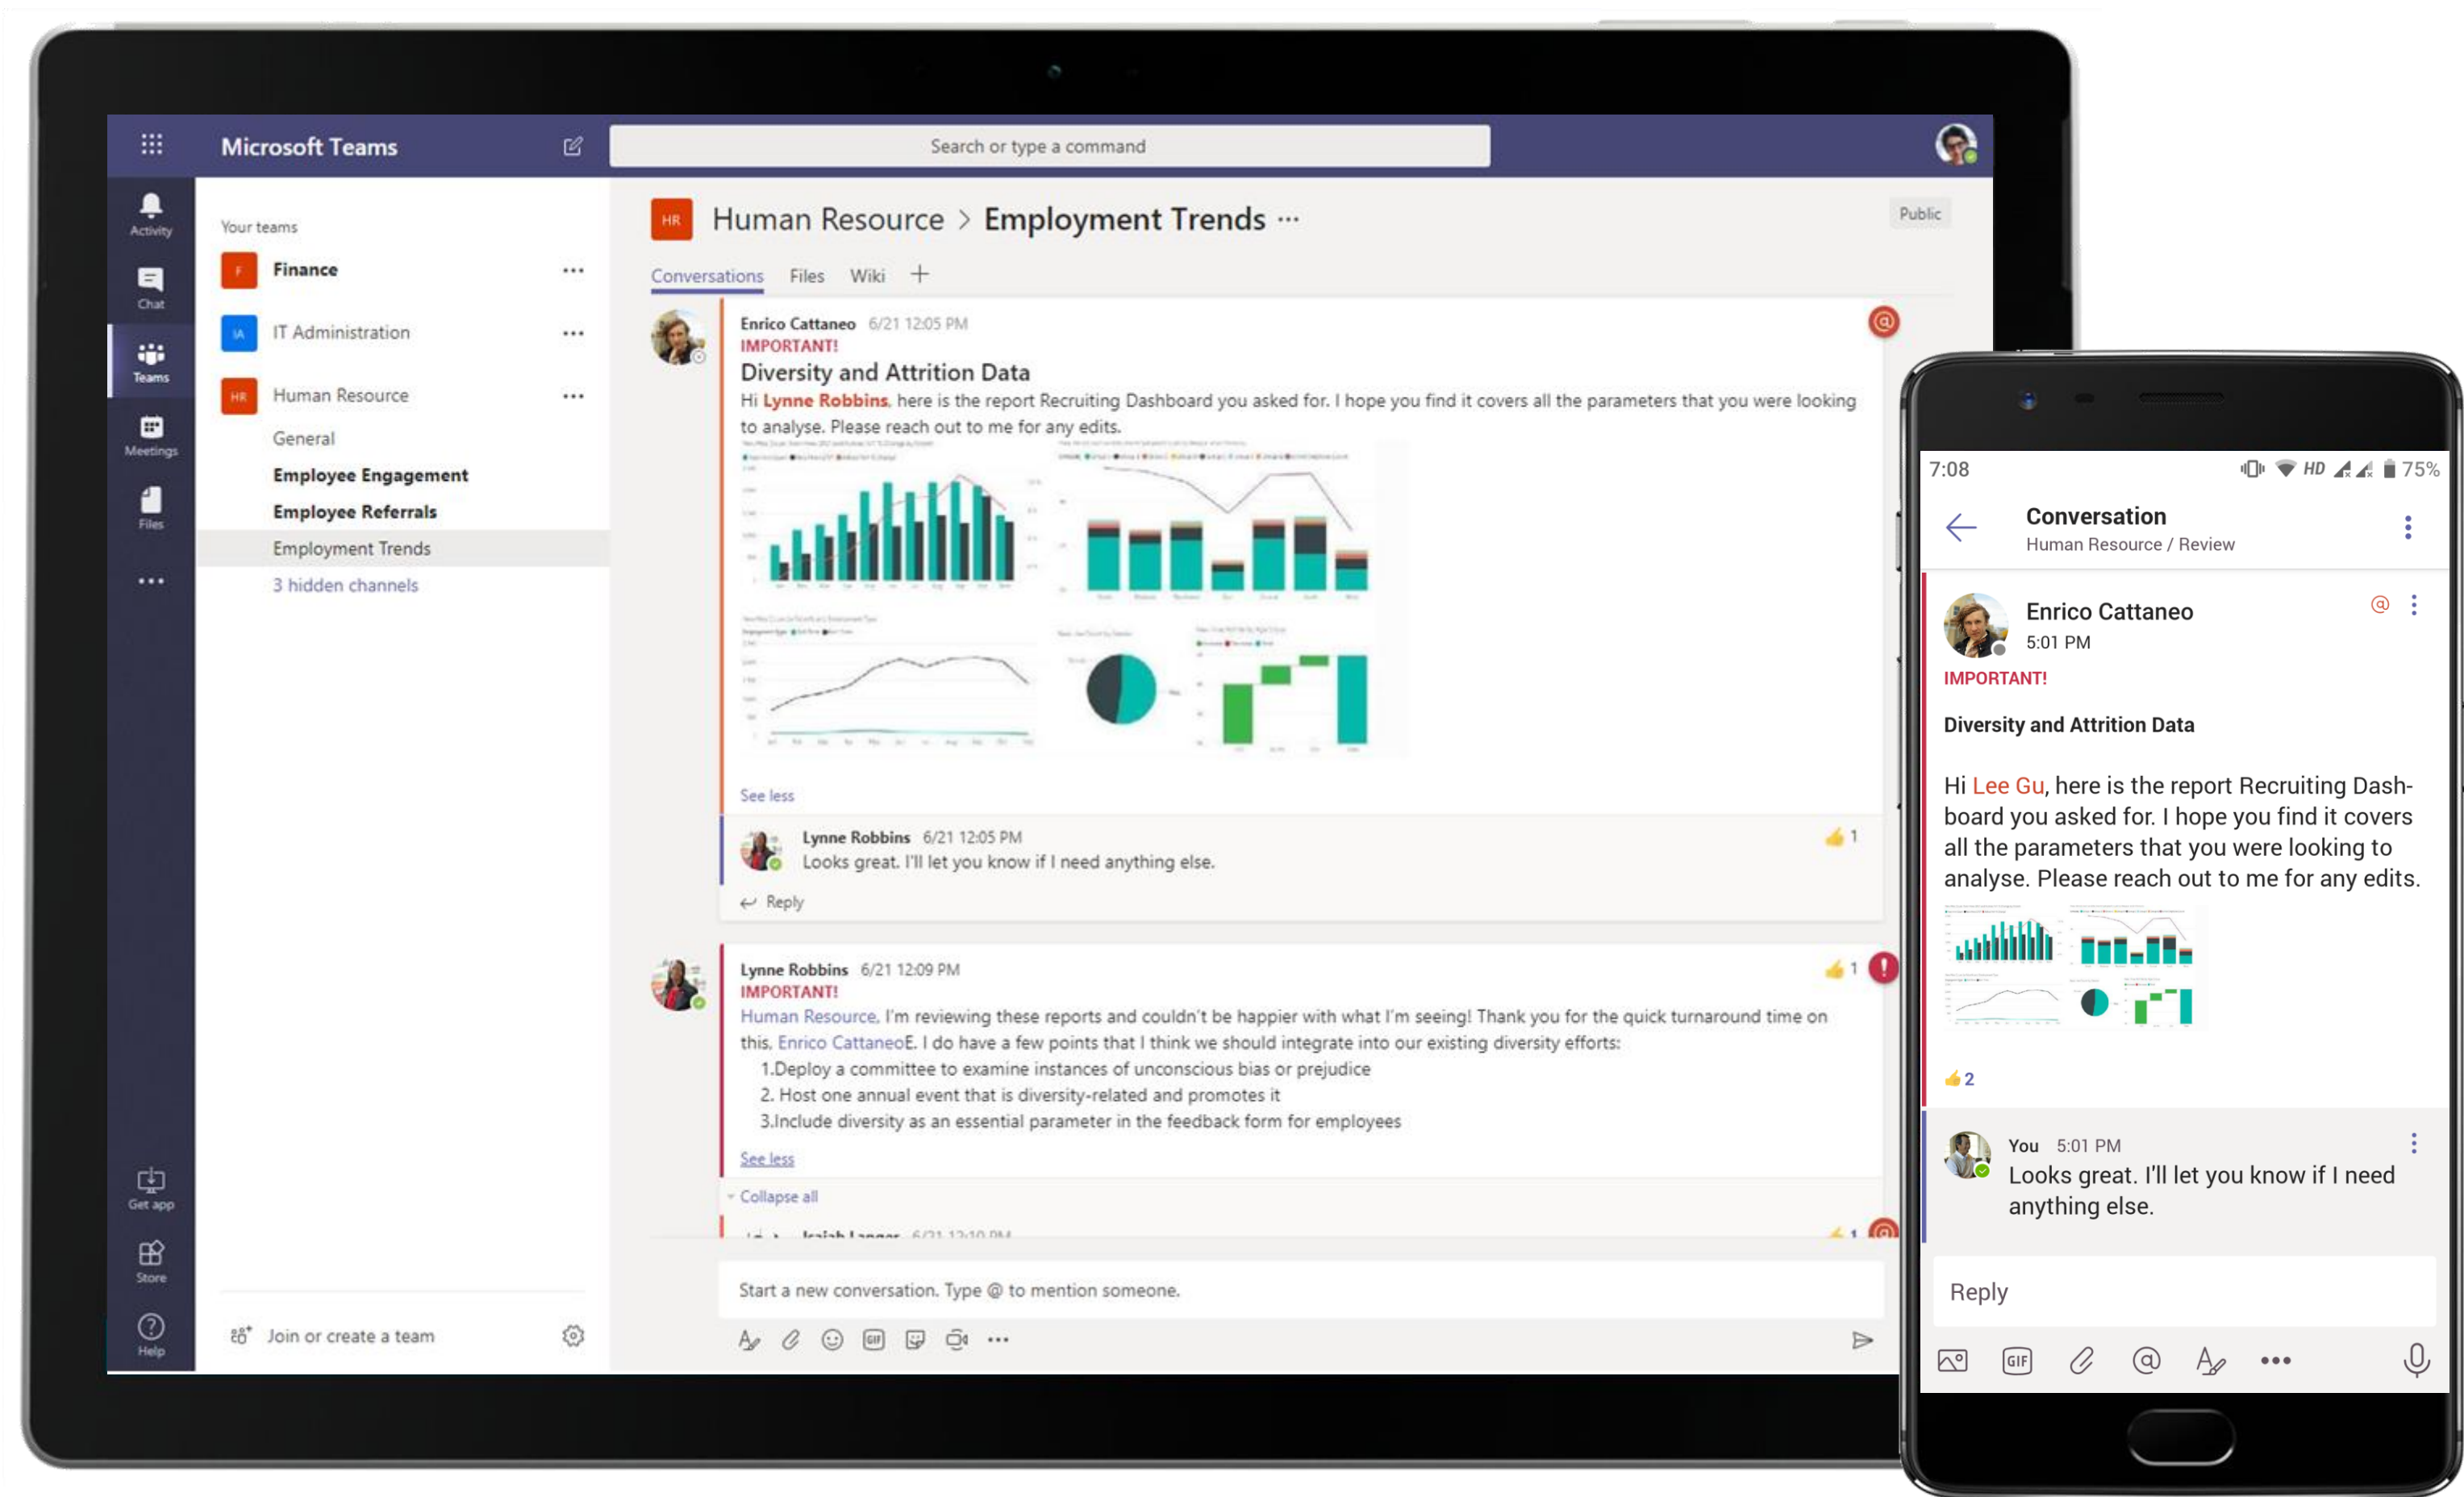 Microsoft Teams
Search or type a command
Activity
Chat
Teams
Meetings
Files
Get app
Store
Help
Your teams
F
Finance
IA
IT Administration
HR
Human Resource
General
Employee Engagement
Employee Referrals
Employment Trends
3 hidden channels
Join or create a team
HR
Human Resource > Employment Trends
Public
Conversations Files Wiki
Enrico Cattaneo 6/21 12:05 PM
IMPORTANT!
Diversity and Attrition Data
Hi Lynne Robbins, here is the report Recruiting Dashboard you asked for. I hope you find it covers all the parameters that you were looking
to analyse. Please reach out to me for any edits.
See less
Lynne Robbins 6/21 12:05 PM
1
Looks great. I'll let you know if I need anything else.
Reply
Lynne Robbins 6/21 12:09 PM
1
IMPORTANT!
Human Resource, I'm reviewing these reports and couldn't be happier with what I'm seeing! Thank you for the quick turnaround time on
this, Enrico CattaneoE. I do have a few points that I think we should integrate into our existing diversity efforts:
1.Deploy a committee to examine instances of unconscious bias or prejudice
2. Host one annual event that is diversity-related and promotes it
3.Include diversity as an essential parameter in the feedback form for employees
See less
Collapse all
Isaiah Langer 6/21 12:10 PM
1
Start a new conversation. Type @ to mention someone.
GIF
7:08
HD
75%
Conversation
Human Resource / Review
Enrico Cattaneo
@
5:01 PM
IMPORTANT!
Diversity and Attrition Data
Hi Lee Gu, here is the report Recruiting Dash-
board you asked for. I hope you find it covers
all the parameters that you were looking to
analyse. Please reach out to me for any edits.
2
You 5:01 PM
Looks great. I'll let you know if I need
anything else.
Reply
GIF
@